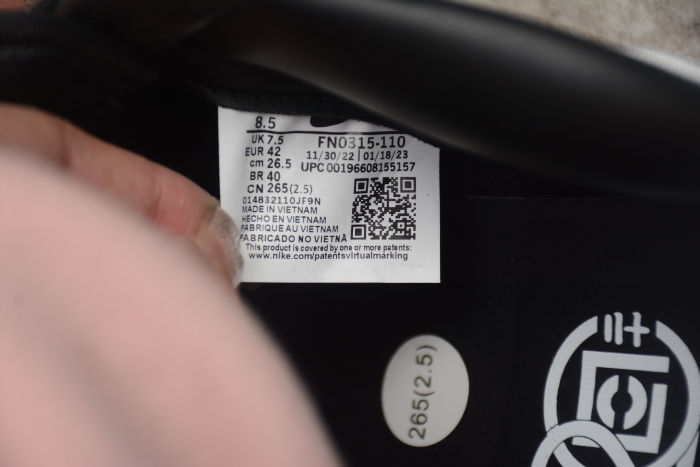 8.5
UK 7.5
EUR 42
cm 26.5
BR 40
CN 265(2.5)
FN0315-110
11/30/22 | 01/18/23
UPC 00196608155157
014832110JF9N
MADE IN VIETNAM
HECHO EN VIETNAM
FABRIQUE AU VIETNAM
FABRICADO NO VIETNÃ
This product is covered by one or more patents:
www.nike.com/patentsvirtualmarking
265(2.5)